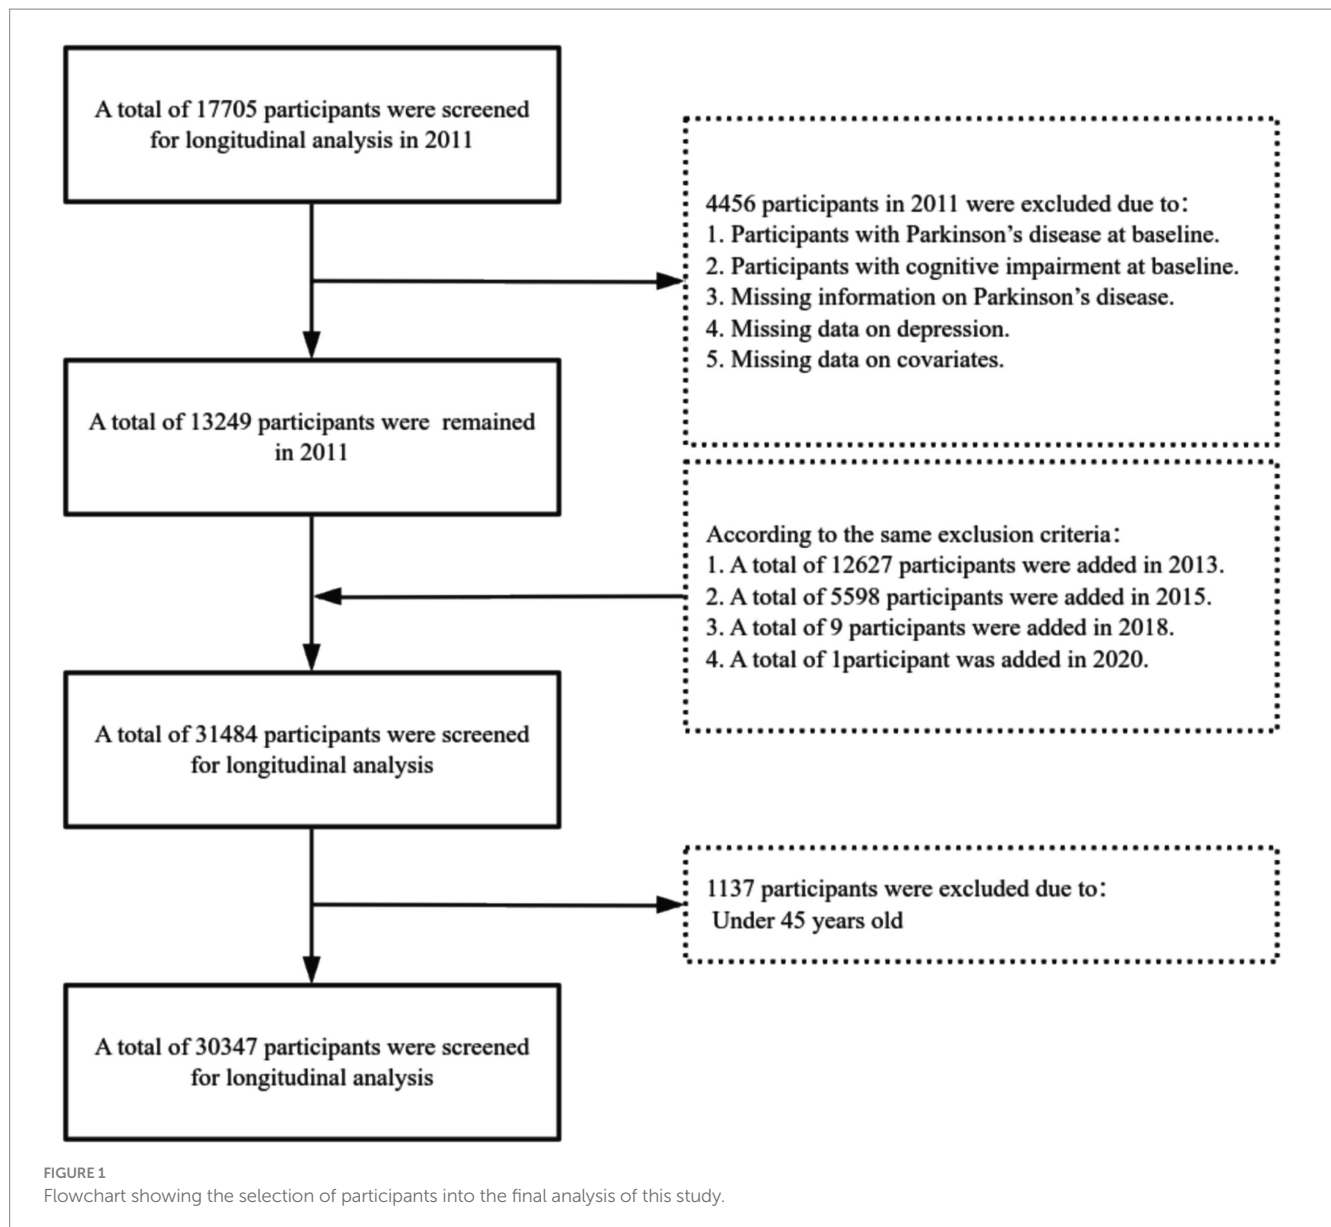 A total of 17705 participants were screened
for longitudinal analysis in 2011
4456 participants in 2011 were excluded due to:
1. Participants with Parkinson's disease at baseline.
2. Participants with cognitive impairment at baseline.
3. Missing information on Parkinson's disease.
4. Missing data on depression.
5. Missing data on covariates.
A total of 13249 participants were remained
in 2011
According to the same exclusion criteria:
1. A total of 12627 participants were added in 2013.
2. A total of 5598 participants were added in 2015.
3. A total of 9 participants were added in 2018.
4. A total of 1participant was added in 2020.
A total of 31484 participants were screened
for longitudinal analysis
1137 participants were excluded due to:
Under 45 years old
A total of 30347 participants were screened
for longitudinal analysis
FIGURE 1
Flowchart showing the selection of participants into the final analysis of this study.